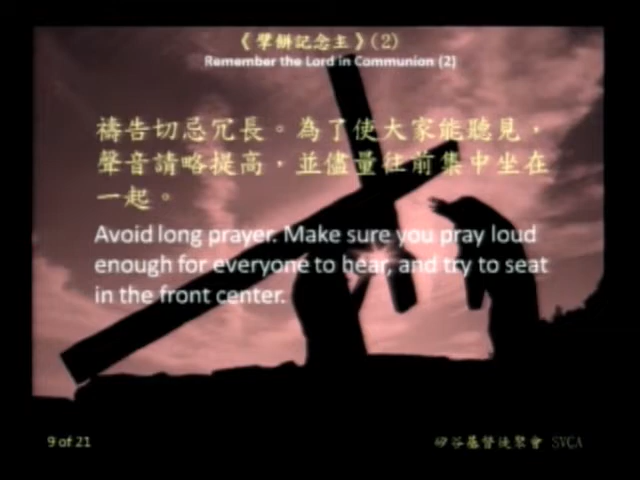 《擘餅記念主》(2)
Remember the Lord in Communion (2)
禱告切忌冗長。為了使大家能聽見，
聲音請略提高，並儘量往前集中坐在
一起。
Avoid long prayer. Make sure you pray loud
enough for everyone to hear, and try to seat
in the front center.
9 of 21
矽谷基督徒聚會 SVCA